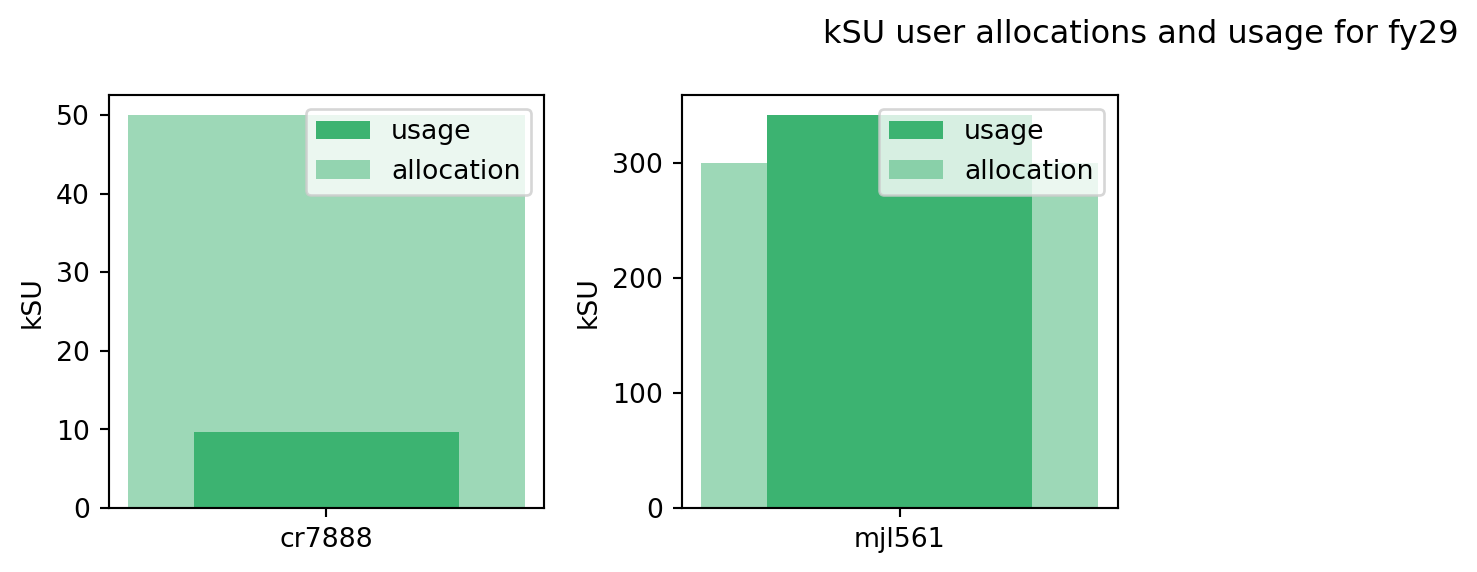 kSU user allocations and usage for fy29
50
40
30
20
10
0
kSU
usage
allocation
cr7888
300
200
100
0
kSU
usage
allocation
mjl561